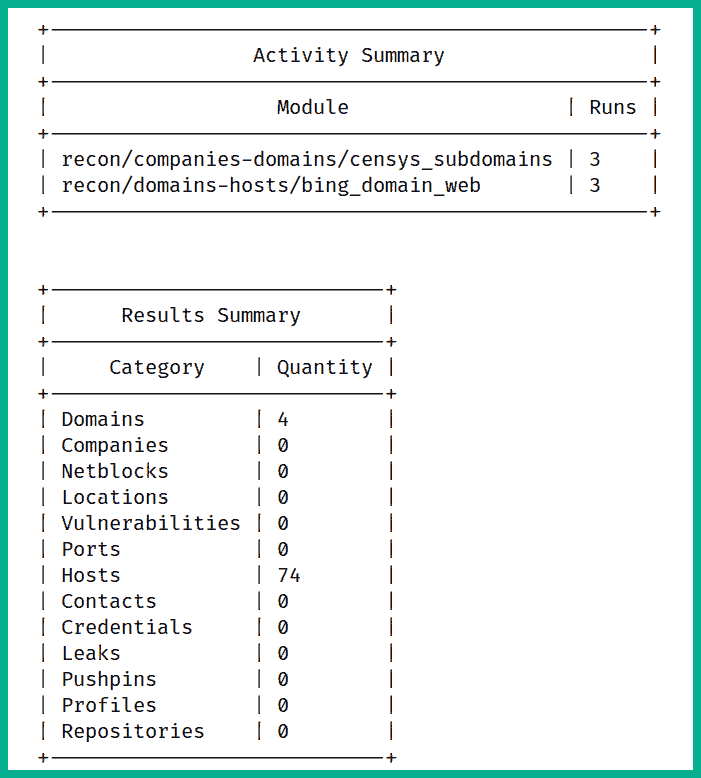 Activity Summary
Module | Runs
recon/companies-domains/censys_subdomains | 3
recon/domains-hosts/bing_domain_web | 3
Results Summary
Category | Quantity
Domains | 4
Companies | 0
Netblocks | 0
Locations | 0
Vulnerabilities | 0
Ports | 0
Hosts | 74
Contacts | 0
Credentials | 0
Leaks | 0
Pushpins | 0
Profiles | 0
Repositories | 0